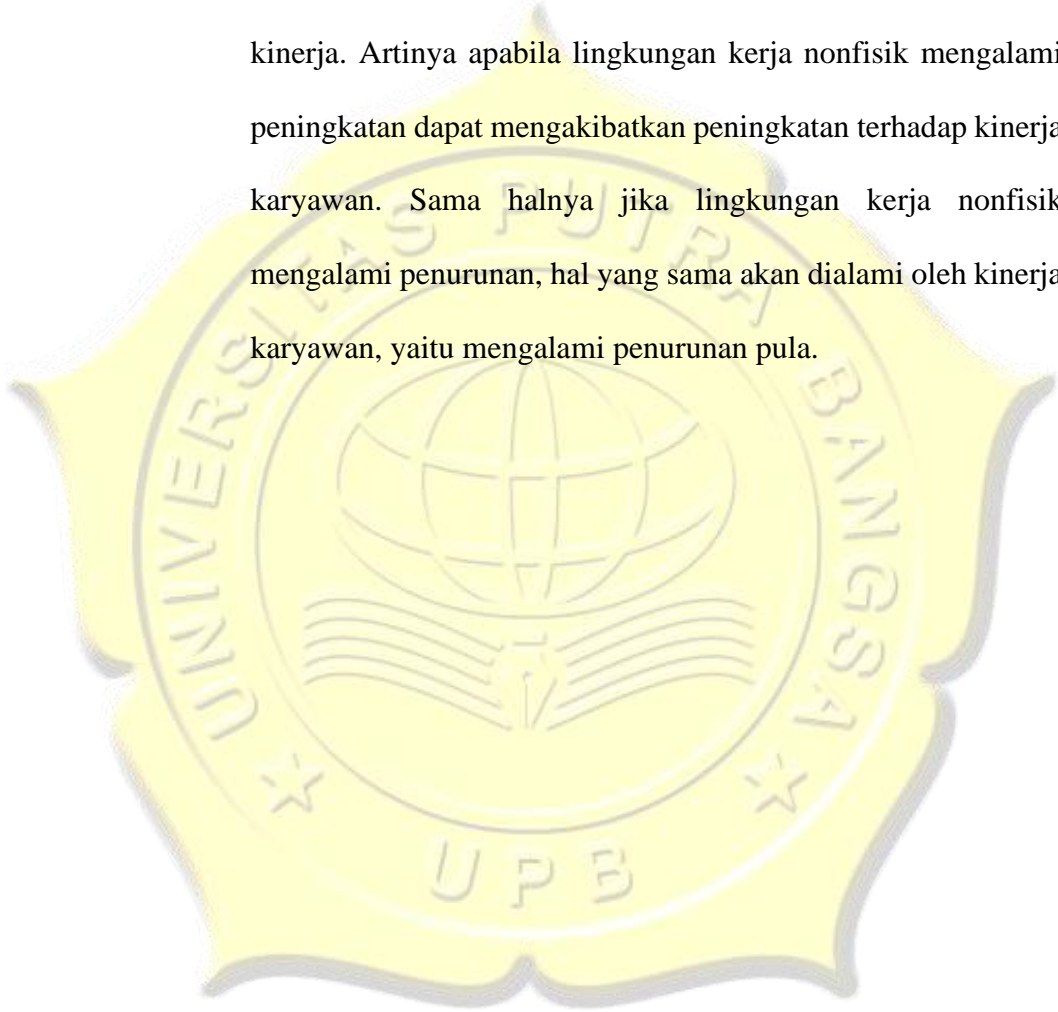 kinerja. Artinya apabila lingkungan kerja nonfisik mengalami
peningkatan dapat mengakibatkan peningkatan terhadap kinerja
karyawan. Sama halnya jika lingkungan kerja nonfisik
mengalami penurunan, hal yang sama akan dialami oleh kinerja
karyawan, yaitu mengalami penurunan pula.
UNIVERSITAS PUTRA BANGSA
UPB